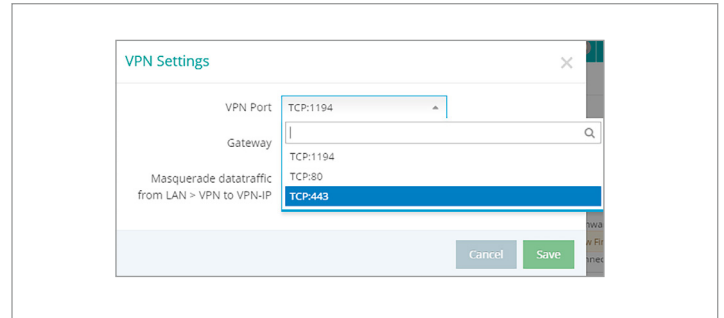 VPN Settings
VPN Port
TCP:1194
Gateway
TCP:1194
TCP:80
Masquerade datatraffic
from LAN > VPN to VPN-IP
TCP:443
Cancel
Save